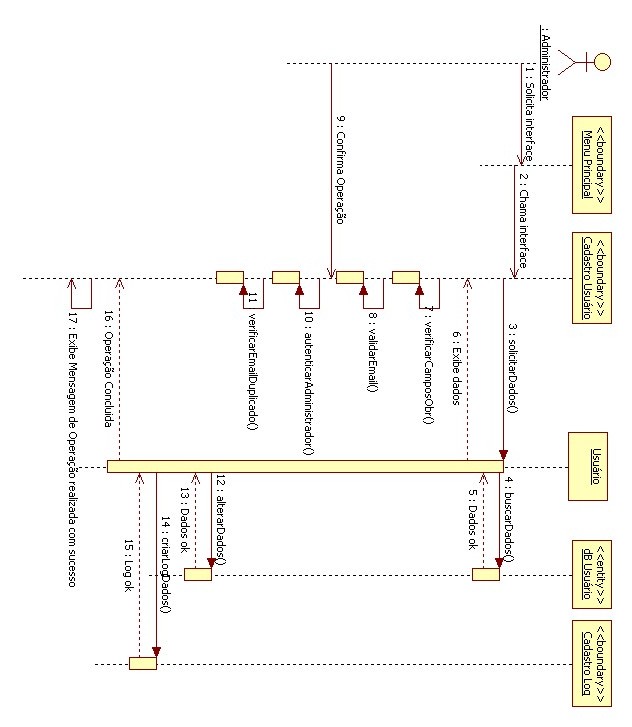 : Administrador
<<boundary>>
Menu Principal
<<boundary>>
Cadastro Usuário
Usuário
<<entity>>
dB Usuário
<<boundary>>
Cadastro Log
1 : Solicita interface
2 : Chama interface
3 : solicitarDados()
4 : buscarDados()
5 : Dados ok
6 : Exibe dados
7 : verificarCamposObr()
8 : validarEmail()
9 : Confirma Operação
10 : autenticarAdministrador()
11 : verificarEmailDuplicado()
12 : alterarDados()
13 : Dados ok
14 : criarLogDados()
15 : Log ok
16 : Operação Concluida
17 : Exibe Mensagem de Operação realizada com sucesso